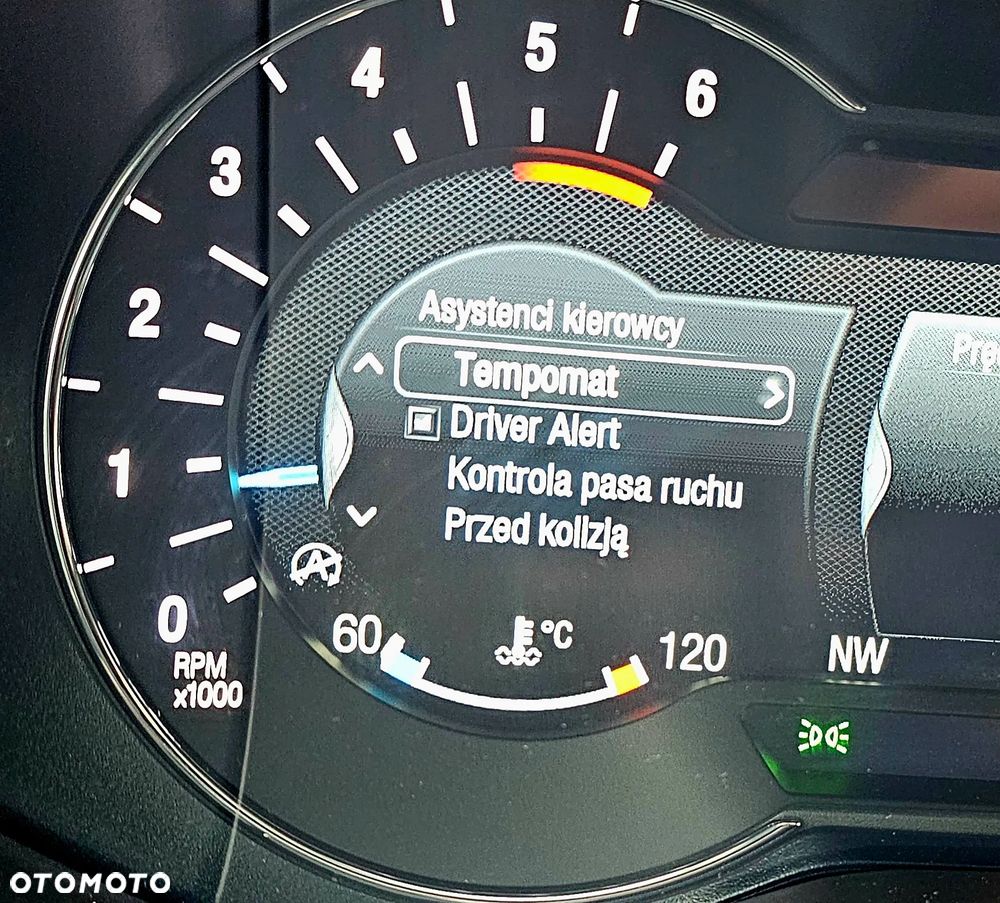 5
4
6
3
2
1
0
RPM
x1000
Asystenci kierowcy
Tempomat
Driver Alert
Kontrola pasa ruchu
Przed kolizją
A
60
°C
120
NW
OTOMOTO